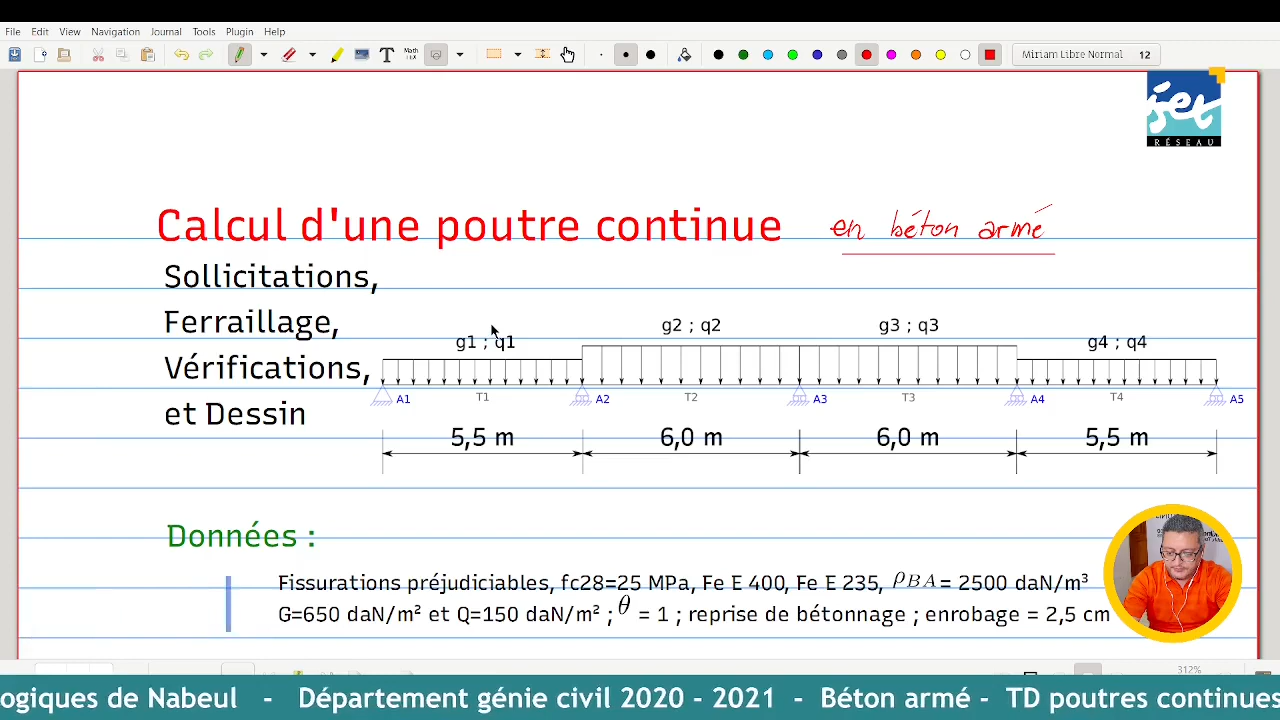 File Edit View Navigation Journal Tools Plugin Help
Miriam Libre Normal 12
iset
RÉSEAU
Calcul d'une poutre continue en béton armé
Sollicitations,
Ferraillage,
Vérifications,
et Dessin
g1 ; q1 g2 ; q2 g3 ; q3 g4 ; q4
A1 T1 A2 T2 A3 T3 A4 T4 A5
5,5 m 6,0 m 6,0 m 5,5 m
Données :
Fissurations préjudiciables, fc28=25 MPa, Fe E 400, Fe E 235, ρBA = 2500 daN/m³
G=650 daN/m² et Q=150 daN/m² ; θ = 1 ; reprise de bétonnage ; enrobage = 2,5 cm
312%
ogiques de Nabeul - Département génie civil 2020 - 2021 - Béton armé - TD poutres continues